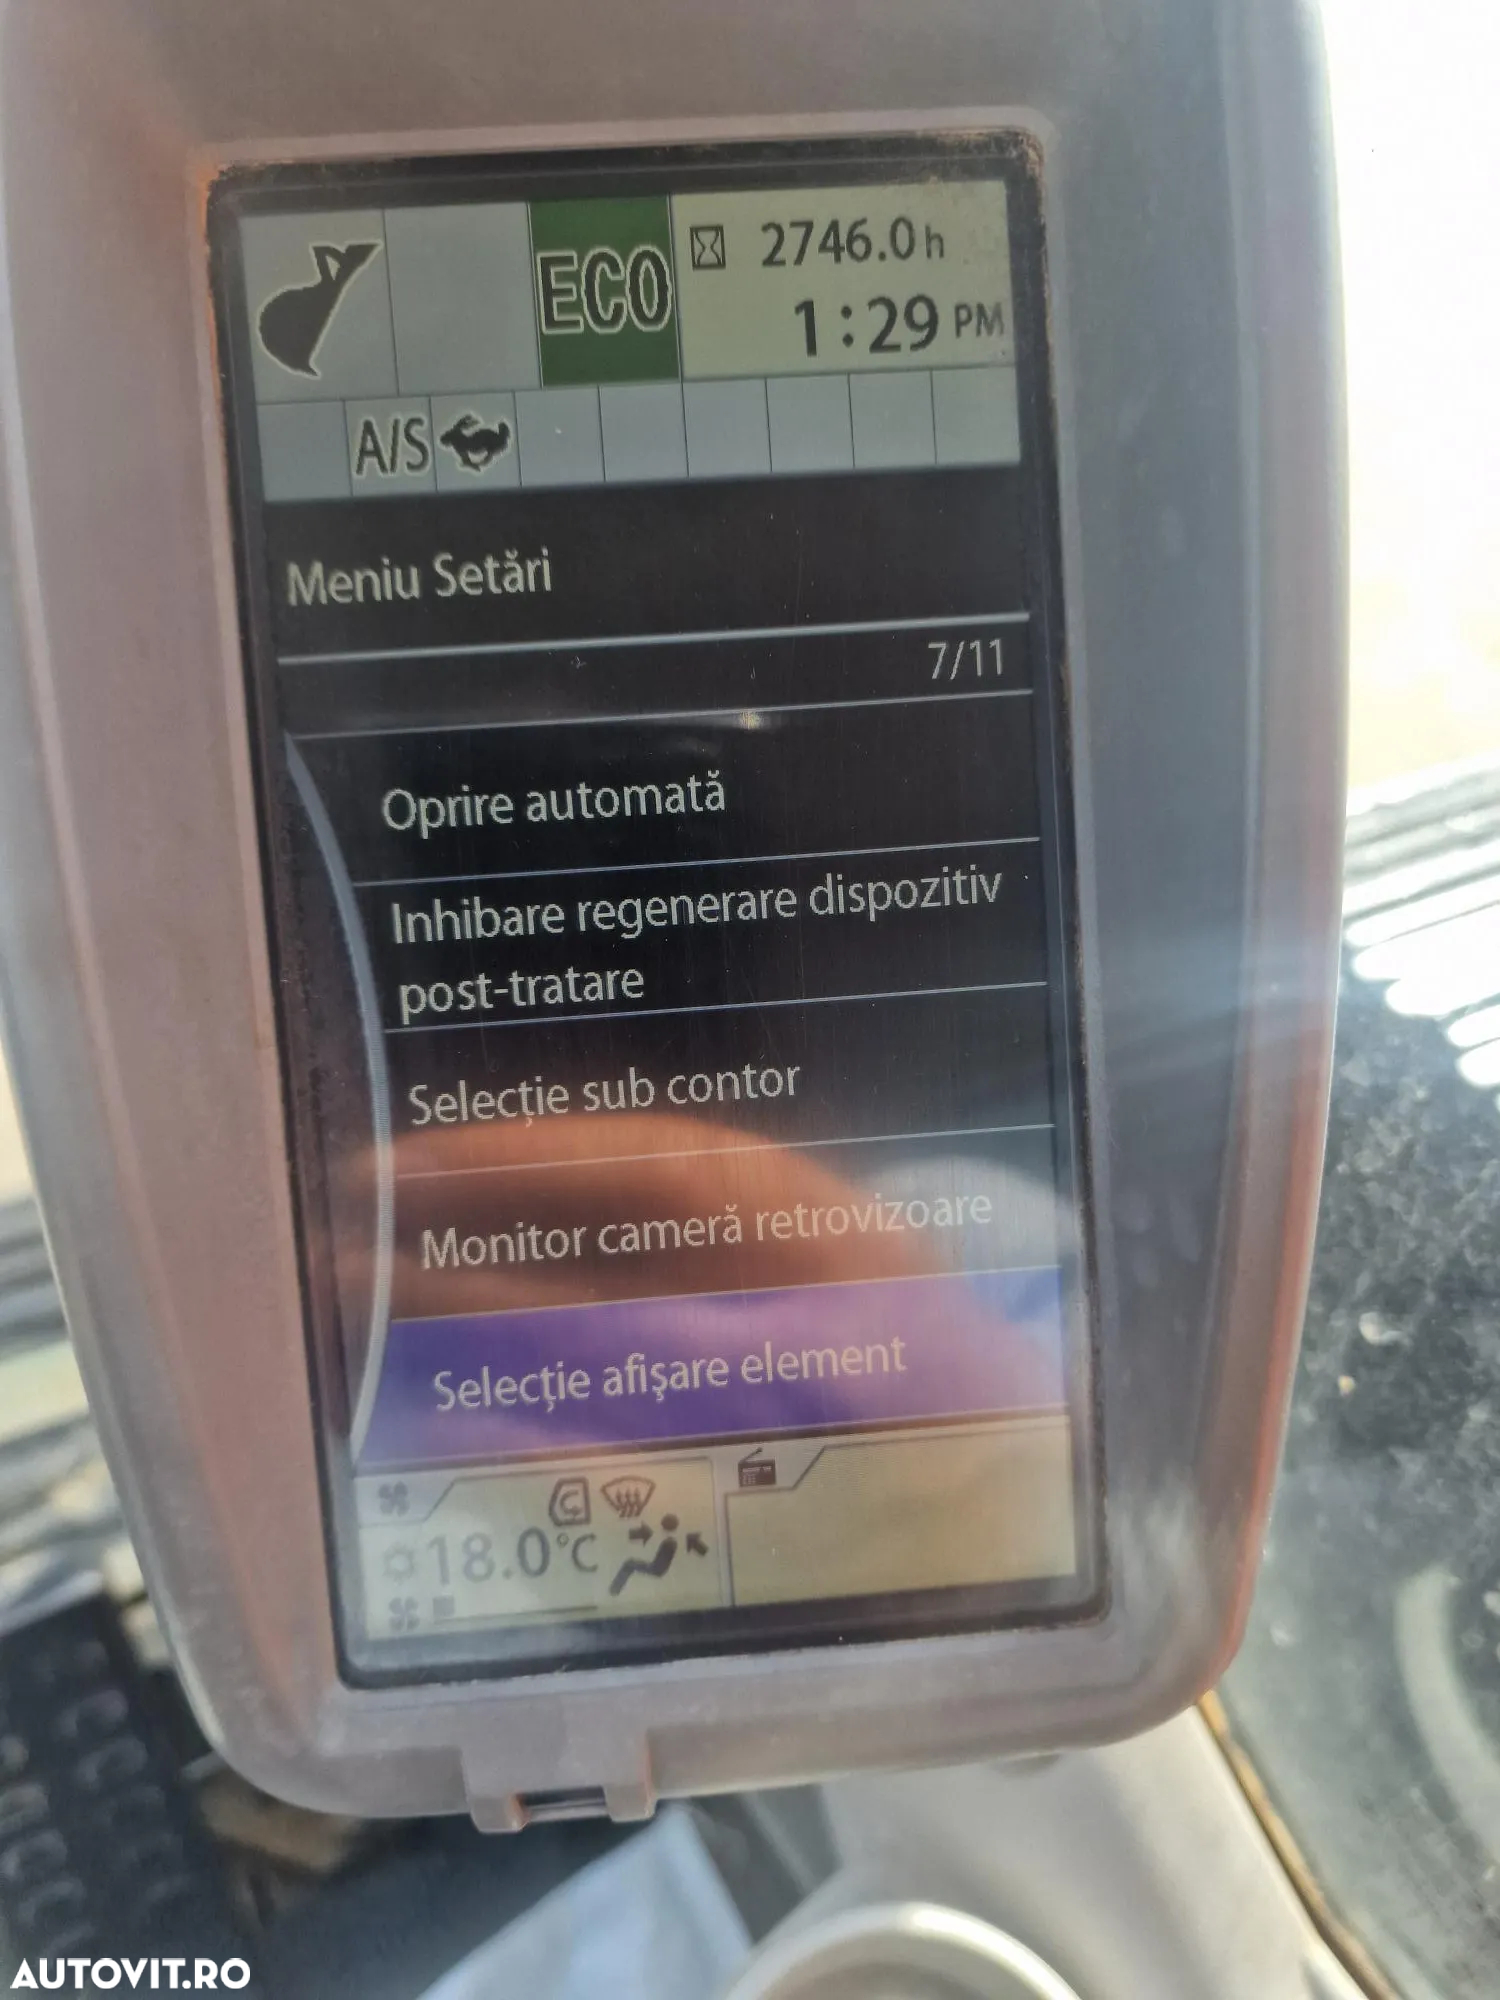 ECO
2746.0 h
1:29 PM
A/S
Meniu Setări
7/11
Oprire automată
Inhibare regenerare dispozitiv
post-tratare
Selecție sub contor
Monitor cameră retrovizoare
Selecție afișare element
18.0°C
AUTOVIT.RO